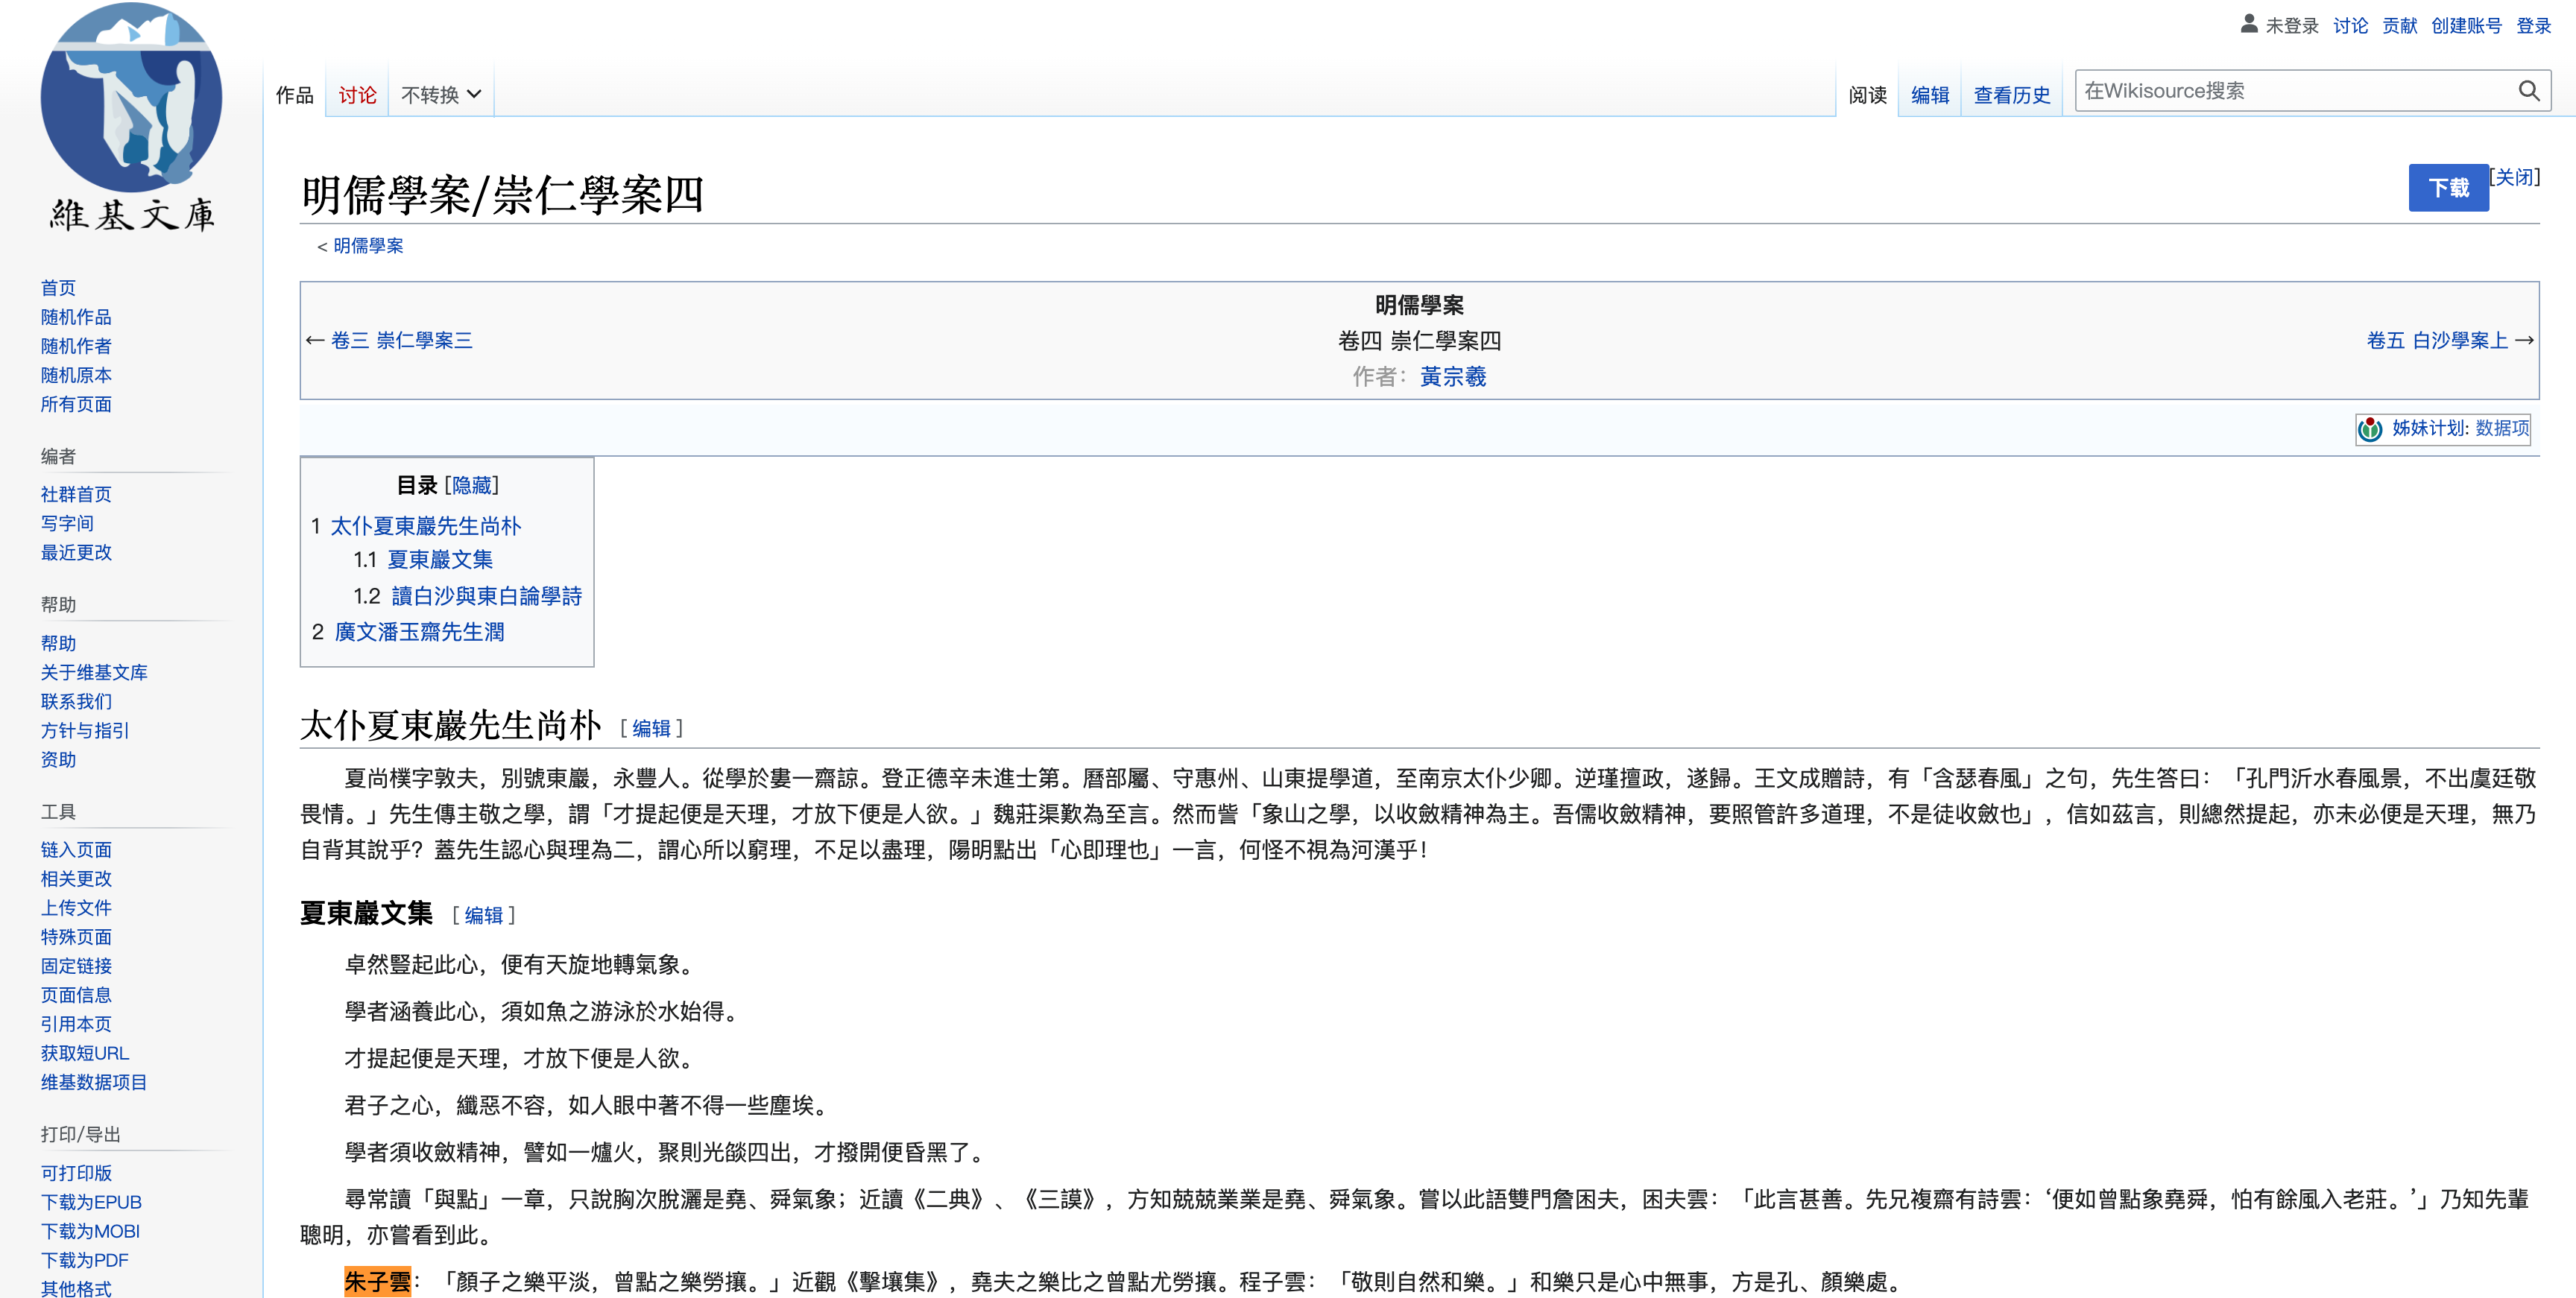 未登录 讨论 贡献 创建账号 登录
作品 讨论 不转换 阅读 编辑 查看历史 在Wikisource搜索
維基文庫
明儒學案/崇仁學案四
下载 [关闭]
< 明儒學案
明儒學案
← 卷三 崇仁學案三 卷四 崇仁學案四 卷五 白沙學案上 →
作者：黃宗羲
姊妹计划: 数据项
首页
随机作品
随机作者
随机原本
所有页面
编者
社群首页
写字间
最近更改
帮助
帮助
关于维基文库
联系我们
方针与指引
资助
工具
链入页面
相关更改
上传文件
特殊页面
固定链接
页面信息
引用本页
获取短URL
维基数据项目
打印/导出
可打印版
下载为EPUB
下载为MOBI
下载为PDF
其他格式
目录 [隐藏]
1 太仆夏東巖先生尚朴
1.1 夏東巖文集
1.2 讀白沙與東白論學詩
2 廣文潘玉齋先生潤
太仆夏東巖先生尚朴 [ 编辑 ]
夏尚樸字敦夫，別號東巖，永豐人。從學於婁一齋諒。登正德辛未進士第。曆部屬、守惠州、山東提學道，至南京太仆少卿。逆瑾擅政，遂歸。王文成贈詩，有「含瑟春風」之句，先生答曰：「孔門沂水春風景，不出虞廷敬
畏情。」先生傳主敬之學，謂「才提起便是天理，才放下便是人欲。」魏莊渠歎為至言。然而訾「象山之學，以收斂精神為主。吾儒收斂精神，要照管許多道理，不是徒收斂也」，信如茲言，則總然提起，亦未必便是天理，無乃
自背其說乎？蓋先生認心與理為二，謂心所以窮理，不足以盡理，陽明點出「心即理也」一言，何怪不視為河漢乎！
夏東巖文集 [ 编辑 ]
卓然豎起此心，便有天旋地轉氣象。
學者涵養此心，須如魚之游泳於水始得。
才提起便是天理，才放下便是人欲。
君子之心，纖惡不容，如人眼中著不得一些塵埃。
學者須收斂精神，譬如一爐火，聚則光燄四出，才撥開便昏黑了。
尋常讀「與點」一章，只說胸次脫灑是堯、舜氣象；近讀《二典》、《三謨》，方知兢兢業業是堯、舜氣象。嘗以此語雙門詹困夫，困夫雲：「此言甚善。先兄複齋有詩雲：‘便如曾點象堯舜，怕有餘風入老莊。’」乃知先輩
聰明，亦嘗看到此。
朱子雲：「顏子之樂平淡，曾點之樂勞攘。」近觀《擊壤集》，堯夫之樂比之曾點尤勞攘。程子雲：「敬則自然和樂。」和樂只是心中無事，方是孔、顏樂處。